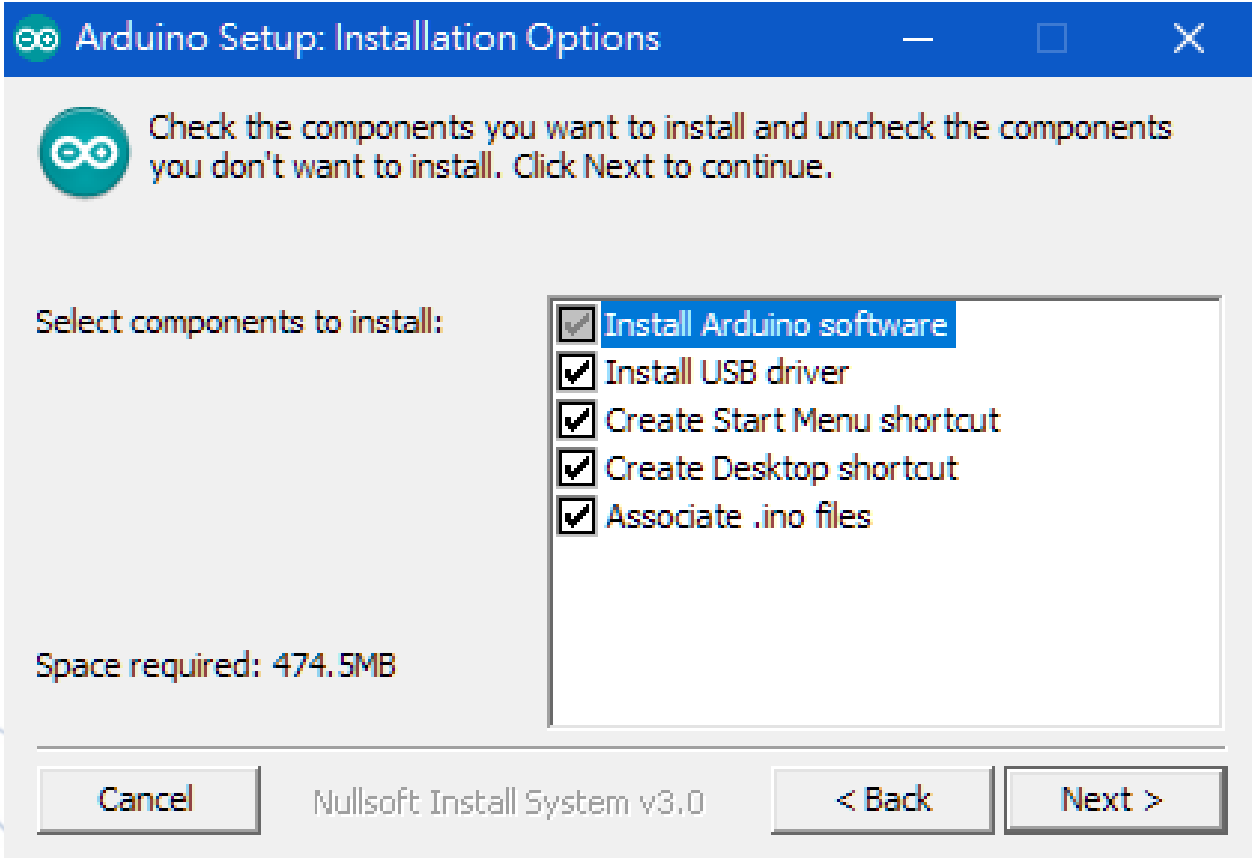 Arduino Setup: Installation Options
Check the components you want to install and uncheck the components
you don't want to install. Click Next to continue.
Select components to install:
Install Arduino software
Install USB driver
Create Start Menu shortcut
Create Desktop shortcut
Associate .ino files
Space required: 474.5MB
Cancel
Nullsoft Install System v3.0
< Back
Next >